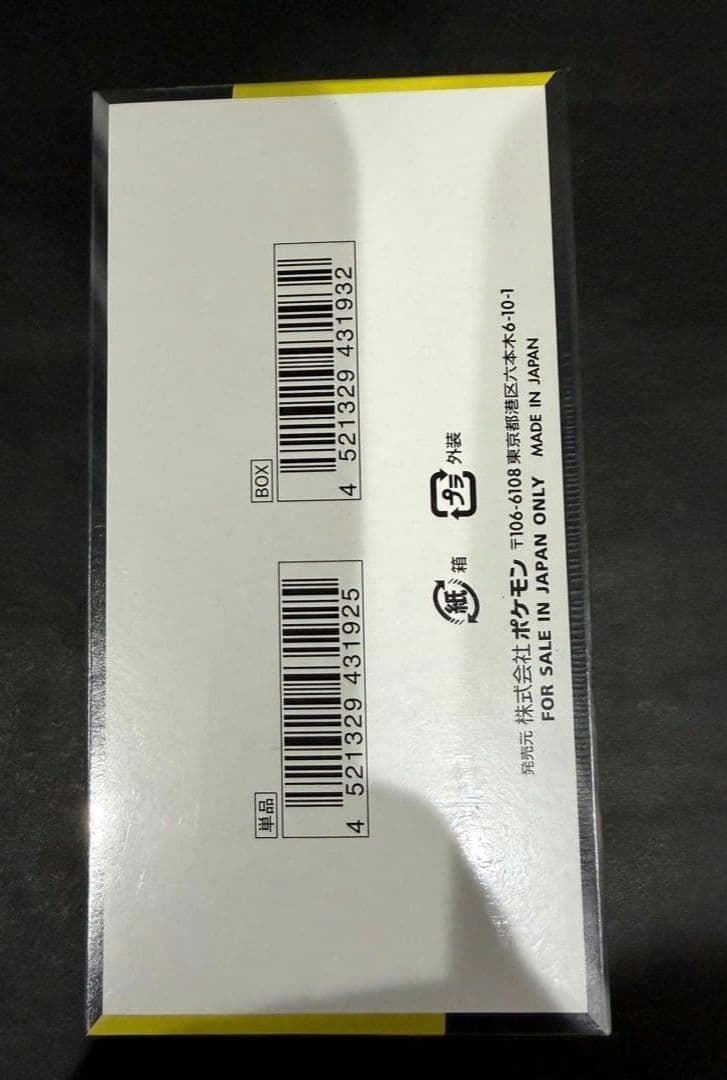 単品
4 521329 431925
BOX
4 521329 431932
紙 箱
プラ 外装
発売元 株式会社 ポケモン 〒106-6108 東京都港区六本木6-10-1
FOR SALE IN JAPAN ONLY MADE IN JAPAN